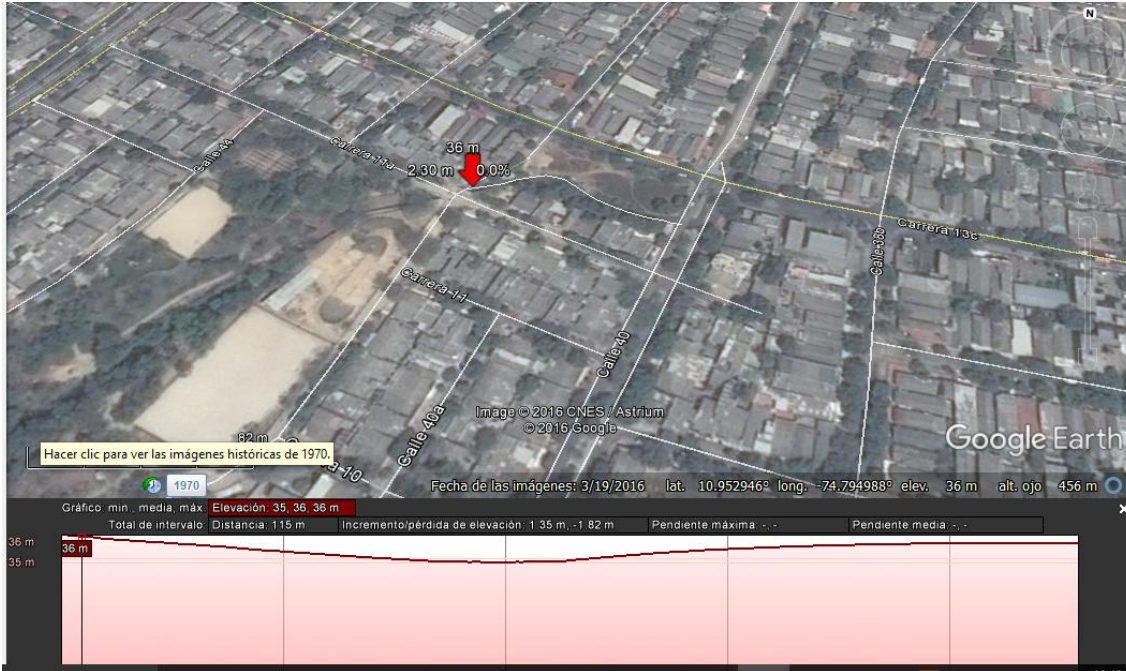 N
Calle 44
Carrera 11d
36 m
2,30 m 0,0%
Carrera 13c
Calle 38b
Carrera 11
Calle 40
Calle 40a
Image © 2016 CNES / Astrium
© 2016 Google
Google Earth
82 m
10
Hacer clic para ver las imágenes históricas de 1970.
1970
Fecha de las imágenes: 3/19/2016 lat. 10.952946° long. -74.794988° elev. 36 m alt. ojo 456 m
Gráfico: mín., media, máx. Elevación: 35, 36, 36 m
Total de intervalo: Distancia: 115 m Incremento/pérdida de elevación: 1.35 m, -1.82 m Pendiente máxima: -, - Pendiente media: -, -
36 m
36 m
35 m